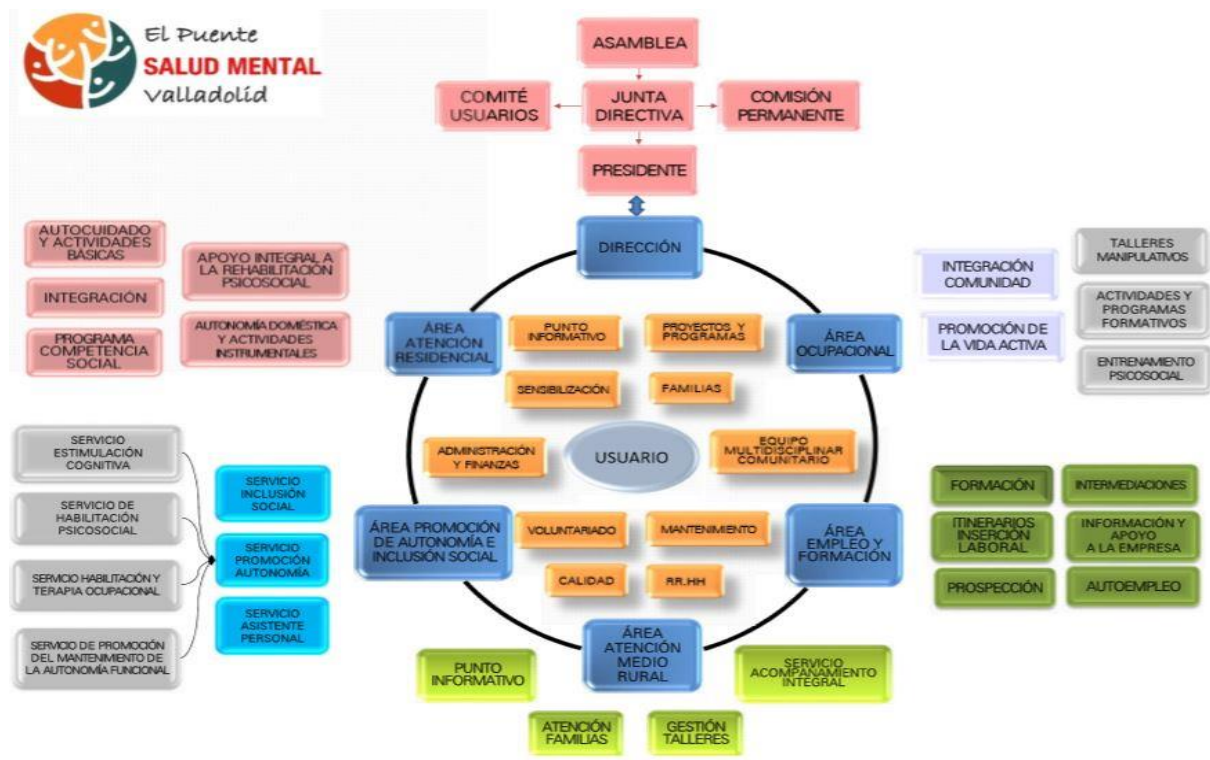 El Puente
SALUD MENTAL
Valladolid
ASAMBLEA
COMITÉ
USUARIOS
JUNTA
DIRECTIVA
COMISIÓN
PERMANENTE
PRESIDENTE
DIRECCIÓN
AUTOCUIDADO
Y ACTIVIDADES
BÁSICAS
APOYO INTEGRAL A
LA REHABILITACIÓN
PSICOSOCIAL
INTEGRACIÓN
PROGRAMA
COMPETENCIA
SOCIAL
AUTONOMÍA DOMÉSTICA
Y ACTIVIDADES
INSTRUMENTALES
ÁREA
ATENCIÓN
RESIDENCIAL
PUNTO
INFORMATIVO
PROYECTOS Y
PROGRAMAS
SENSIBILIZACIÓN
FAMILIAS
ÁREA
OCUPACIONAL
INTEGRACIÓN
COMUNIDAD
PROMOCIÓN DE
LA VIDA ACTIVA
TALLERES
MANIPULATIVOS
ACTIVIDADES Y
PROGRAMAS
FORMATIVOS
ENTRENAMIENTO
PSICOSOCIAL
ADMINISTRACIÓN
Y FINANZAS
USUARIO
EQUIPO
MULTIDISCIPLINAR
COMUNITARIO
SERVICIO
ESTIMULACIÓN
COGNITIVA
SERVICIO DE
HABILITACIÓN
PSICOSOCIAL
SERVICIO HABILITACIÓN Y
TERAPIA OCUPACIONAL
SERVICIO DE PROMOCIÓN
DEL MANTENIMIENTO DE
LA AUTONOMÍA FUNCIONAL
SERVICIO
INCLUSIÓN
SOCIAL
SERVICIO
PROMOCIÓN
AUTONOMÍA
SERVICIO
ASISTENTE
PERSONAL
ÁREA PROMOCIÓN
DE AUTONOMÍA E
INCLUSIÓN SOCIAL
VOLUNTARIADO
MANTENIMIENTO
CALIDAD
RR.HH
ÁREA
EMPLEO Y
FORMACIÓN
FORMACIÓN
INTERMEDIACIONES
ITINERARIOS
INSERCIÓN
LABORAL
INFORMACIÓN Y
APOYO
A LA EMPRESA
PROSPECCIÓN
AUTOEMPLEO
ÁREA
ATENCIÓN
MEDIO
RURAL
PUNTO
INFORMATIVO
SERVICIO
ACOMPANAMIENTO
INTEGRAL
ATENCIÓN
FAMILIAS
GESTIÓN
TALLERES